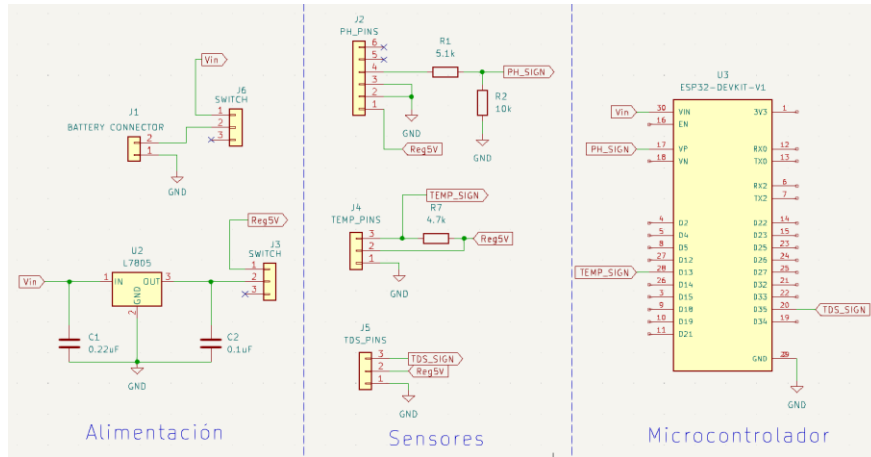 Vin
J6
SWITCH
1
2
3
J1
BATTERY CONNECTOR
2
1
GND
Reg5V
J3
SWITCH
1
2
3
U2
L7805
Vin
1
IN
OUT
3
GND
2
C1
0.22uF
C2
0.1uF
GND
Alimentación
J2
PH_PINS
6
5
4
3
2
1
R1
5.1k
PH_SIGN
R2
10k
GND
GND
Reg5V
TEMP_SIGN
J4
TEMP_PINS
R7
4.7k
3
2
1
Reg5V
GND
J5
TDS_PINS
3
2
1
TDS_SIGN
Reg5V
GND
Sensores
U3
ESP32-DEVKIT-V1
Vin
30 VIN
16 EN
PH_SIGN
17 VP
18 VN
4 D2
5 D4
8 D5
27 D12
TEMP_SIGN
28 D13
26 D14
3 D15
9 D18
10 D19
11 D21
3V3 1
RX0 12
TX0 13
RX2 6
TX2 7
D22 14
D23 15
D25 23
D26 24
D27 25
D32 21
D33 22
D35 20
TDS_SIGN
D34 19
GND
GND
Microcontrolador